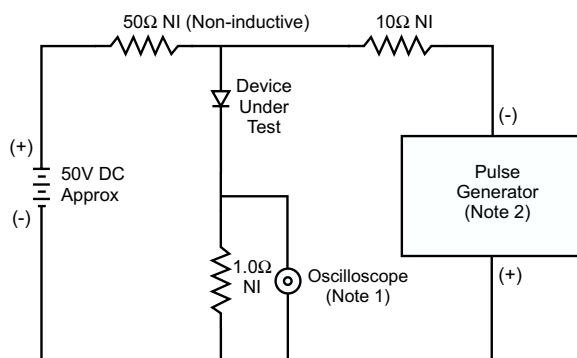 50Ω NI (Non-inductive)
10Ω NI
Device
Under
Test
(-)
(+)
50V DC
Approx
(-)
Pulse
Generator
(Note 2)
1.0Ω
NI
Oscilloscope
(Note 1)
(+)